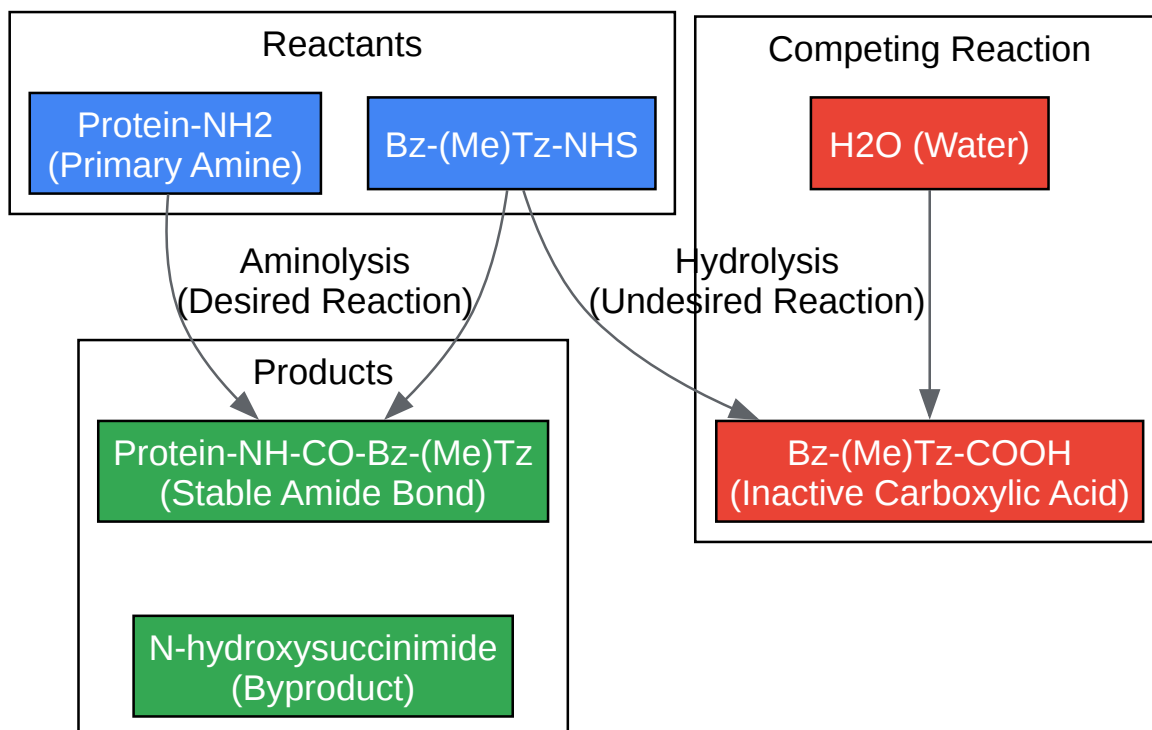 Reactants
Protein-NH2
(Primary Amine)
Bz-(Me)Tz-NHS
Competing Reaction
H2O (Water)
Aminolysis
(Desired Reaction)
Hydrolysis
(Undesired Reaction)
Products
Protein-NH-CO-Bz-(Me)Tz
(Stable Amide Bond)
Bz-(Me)Tz-COOH
(Inactive Carboxylic Acid)
N-hydroxysuccinimide
(Byproduct)